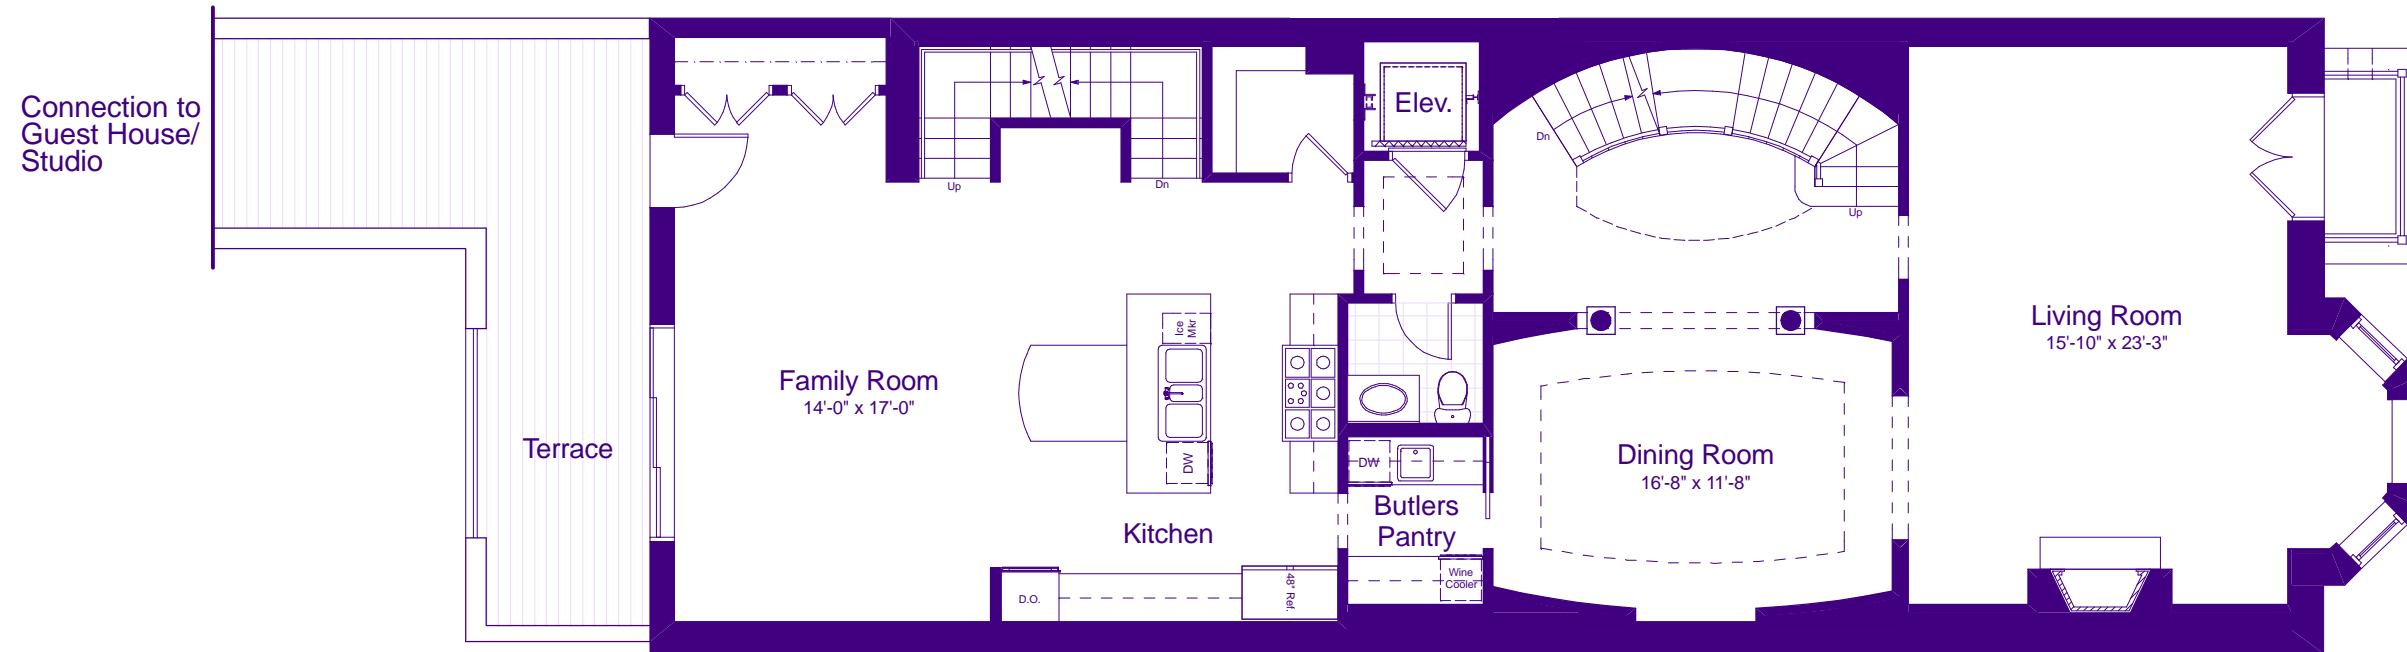 Connection to
Guest House/
Studio
Terrace
Family Room
14'-0" x 17'-0"
Up
Dn
Ice
Mkr
DW
Kitchen
D.O.
48" Ref.
Elev.
DW
Butlers
Pantry
Wine
Cooler
Dn
Up
Dining Room
16'-8" x 11'-8"
Living Room
15'-10" x 23'-3"